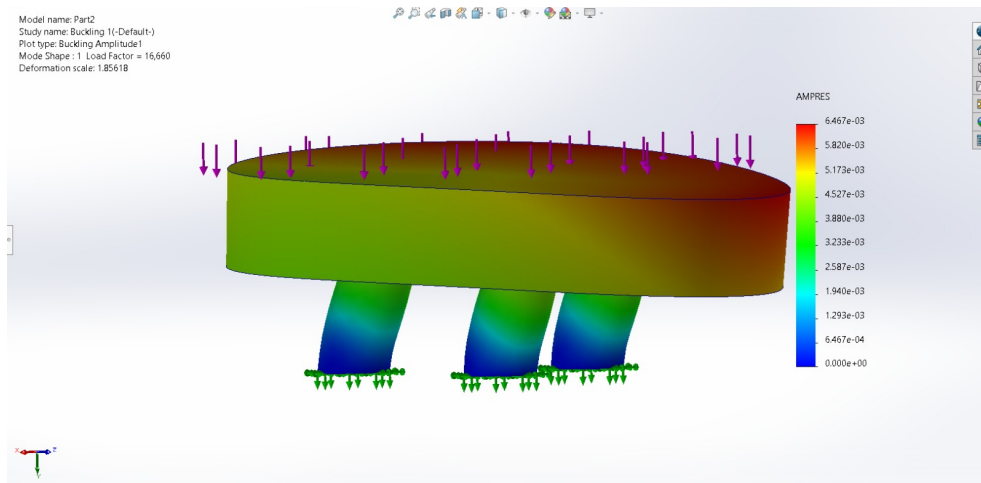 Model name: Part2
Study name: Buckling 1(-Default-)
Plot type: Buckling Amplitude1
Mode Shape : 1 Load Factor = 16,660
Deformation scale: 1.85618
AMPRES
6.467e-03
5.820e-03
5.173e-03
4.527e-03
3.880e-03
3.233e-03
2.587e-03
1.940e-03
1.293e-03
6.467e-04
0.000e+00
X
Z
Y